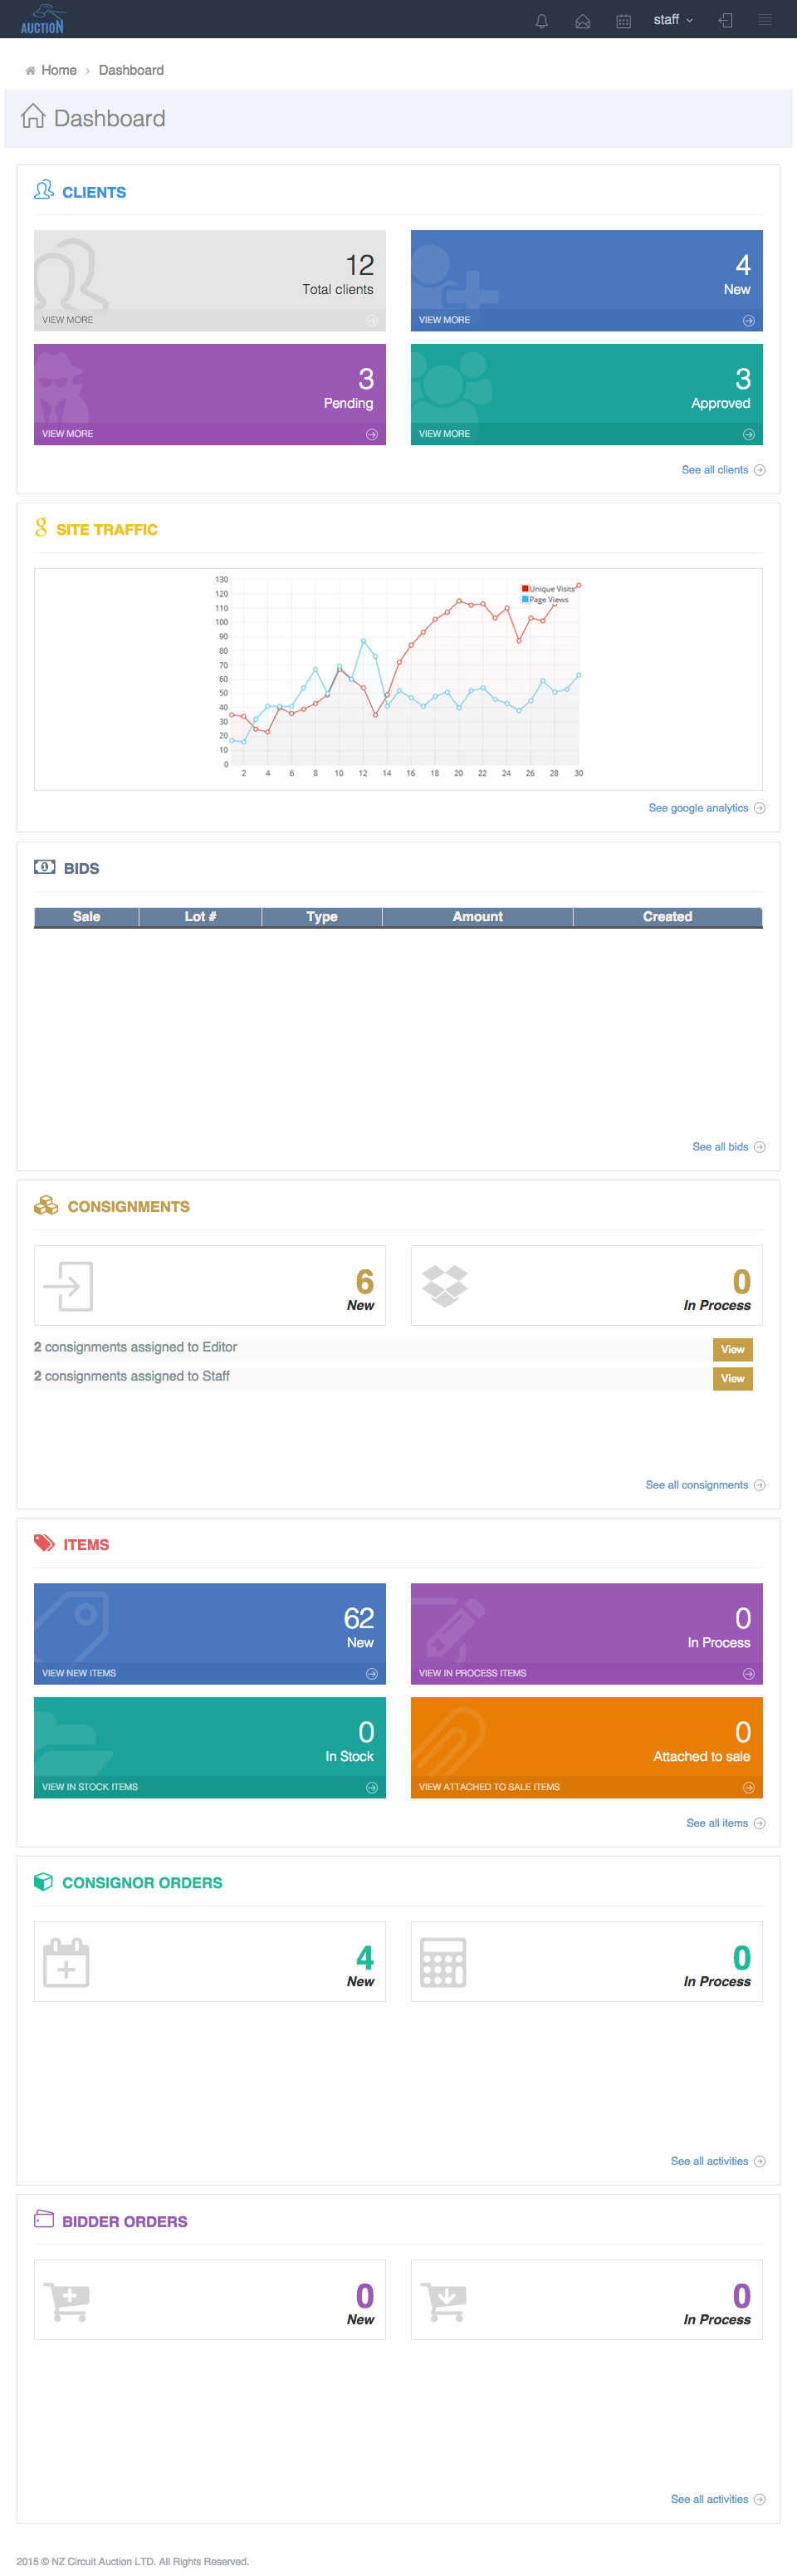 AUCTION
staff
Home > Dashboard
Dashboard
CLIENTS
12
Total clients
VIEW MORE
4
New
VIEW MORE
3
Pending
VIEW MORE
3
Approved
VIEW MORE
See all clients
SITE TRAFFIC
Unique Visits
Page Views
130
120
110
100
90
80
70
60
50
40
30
20
10
0
2 4 6 8 10 12 14 16 18 20 22 24 26 28 30
See google analytics
BIDS
Sale Lot # Type Amount Created
See all bids
CONSIGNMENTS
6
New
0
In Process
2 consignments assigned to Editor View
2 consignments assigned to Staff View
See all consignments
ITEMS
62
New
VIEW NEW ITEMS
0
In Process
VIEW IN PROCESS ITEMS
0
In Stock
VIEW IN STOCK ITEMS
0
Attached to sale
VIEW ATTACHED TO SALE ITEMS
See all items
CONSIGNOR ORDERS
4
New
0
In Process
See all activities
BIDDER ORDERS
0
New
0
In Process
See all activities
2015 © NZ Circuit Auction LTD. All Rights Reserved.